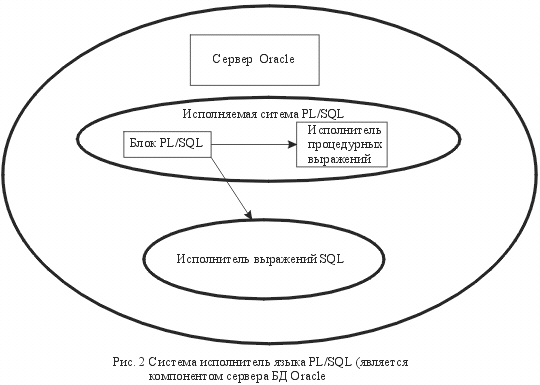 Сервер Oracle
Исполняемая ситема PL/SQL
Блок PL/SQL
Исполнитель
процедурных
выражений
Исполнитель выражений SQL
Рис. 2 Система исполнитель языка PL/SQL (является
компонентом сервера БД Oracle